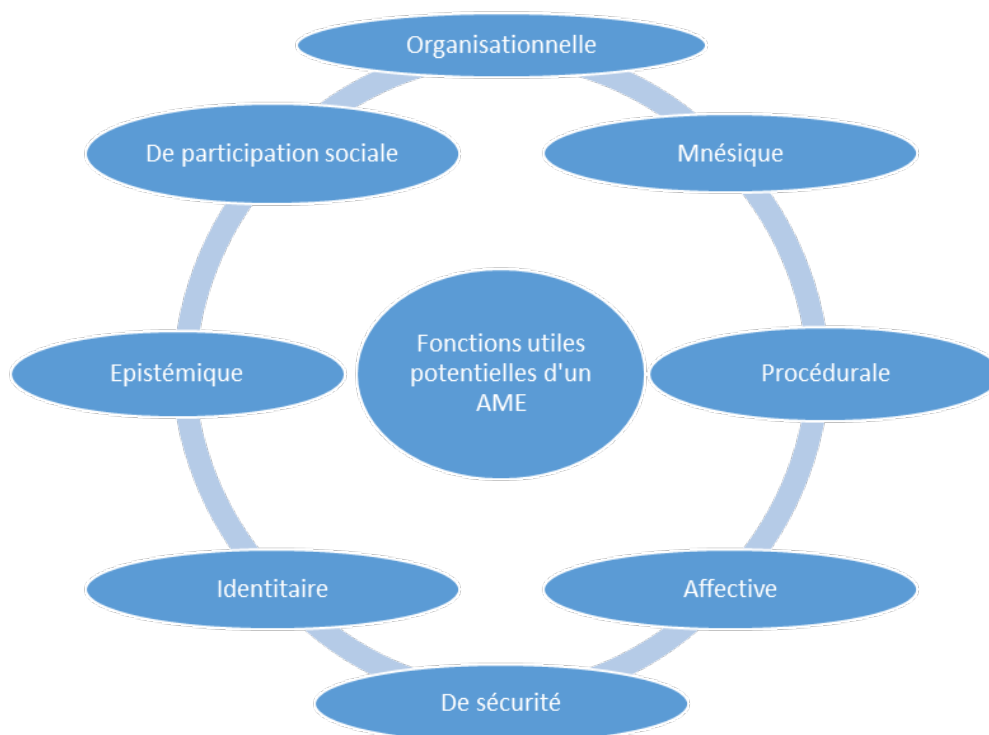 Organisationnelle
De participation sociale
Mnésique
Fonctions utiles
potentielles d'un
AME
Epistémique
Procédurale
Identitaire
Affective
De sécurité